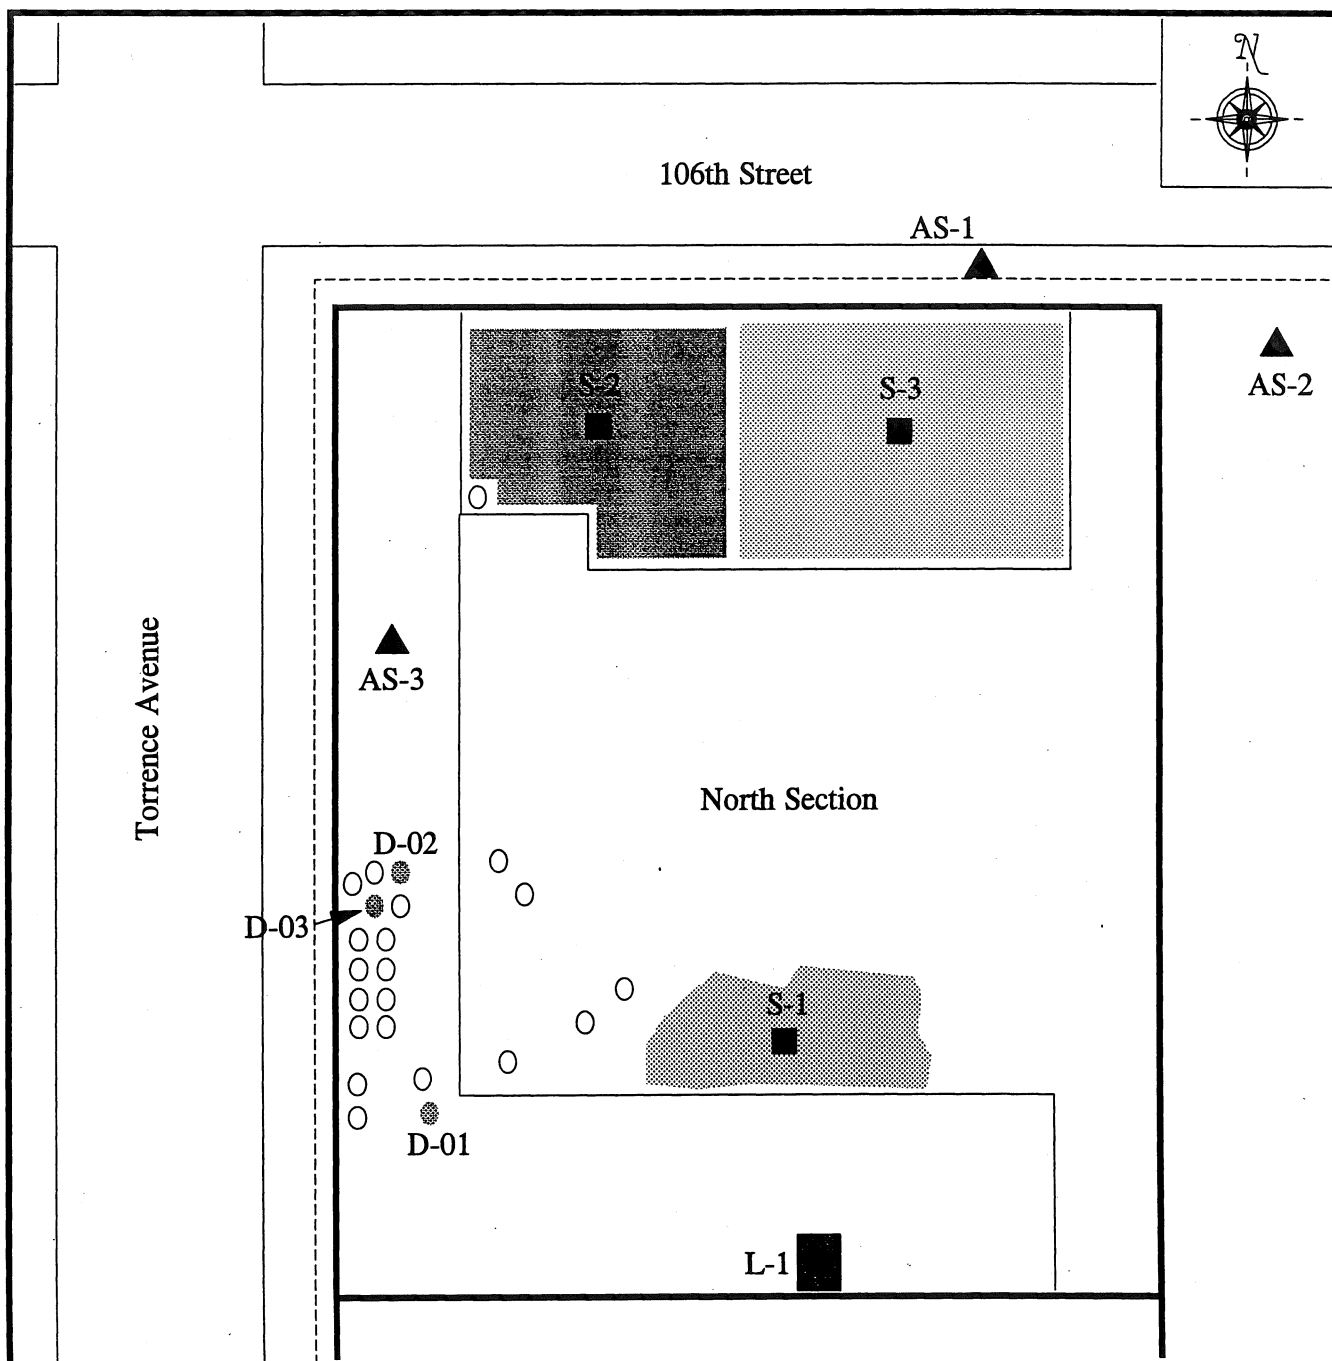 N
106th Street
AS-1
AS-2
S-2
S-3
AS-3
Torrence Avenue
North Section
D-02
D-03
S-1
D-01
L-1